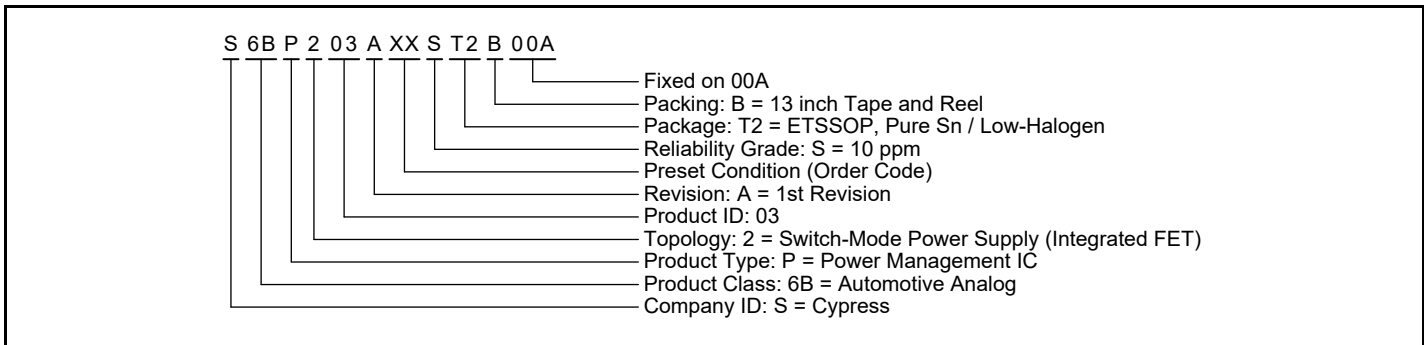 S 6B P 2 03 A XX S T2 B 00A
Fixed on 00A
Packing: B = 13 inch Tape and Reel
Package: T2 = ETSSOP, Pure Sn / Low-Halogen
Reliability Grade: S = 10 ppm
Preset Condition (Order Code)
Revision: A = 1st Revision
Product ID: 03
Topology: 2 = Switch-Mode Power Supply (Integrated FET)
Product Type: P = Power Management IC
Product Class: 6B = Automotive Analog
Company ID: S = Cypress